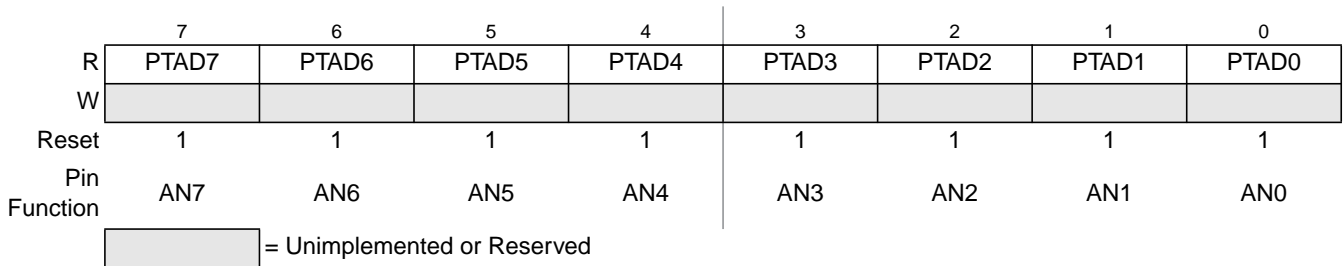 7 6 5 4 3 2 1 0
R PTAD7 PTAD6 PTAD5 PTAD4 PTAD3 PTAD2 PTAD1 PTAD0
W
Reset 1 1 1 1 1 1 1 1
Pin
Function AN7 AN6 AN5 AN4 AN3 AN2 AN1 AN0
= Unimplemented or Reserved